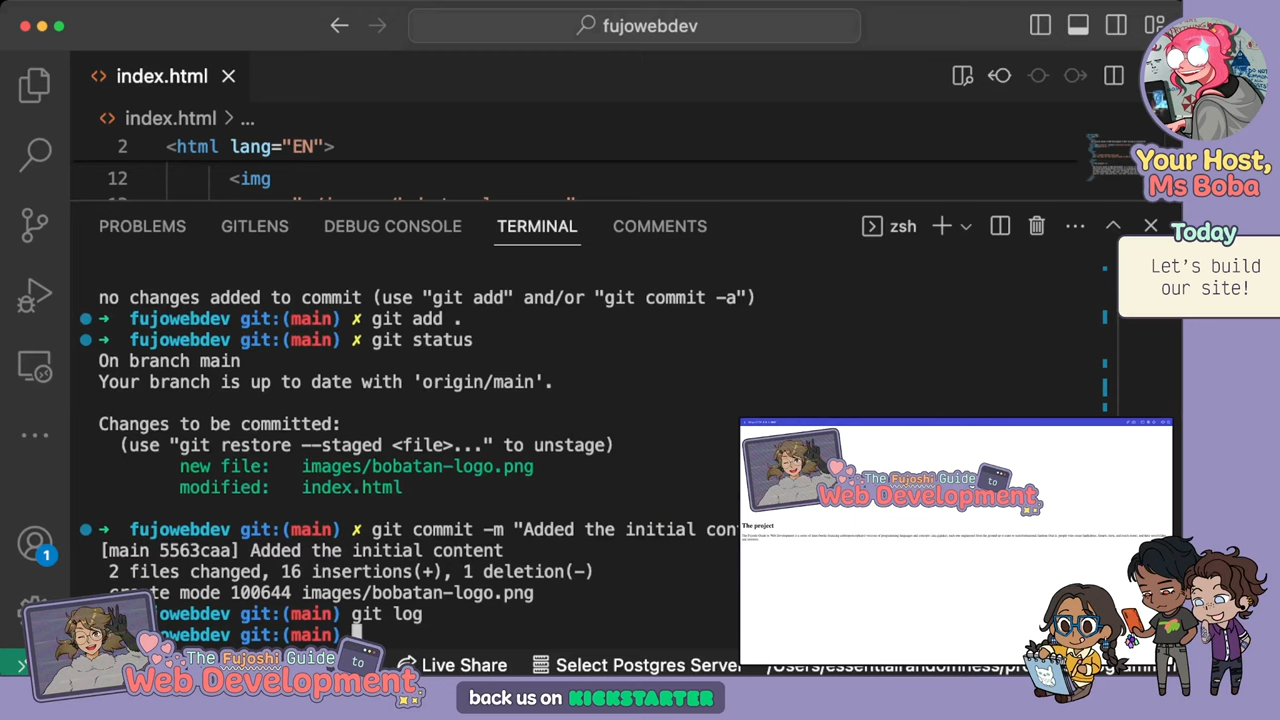 fujowebdev
index.html
index.html > ...
2 <html lang="EN">
12 <img
PROBLEMS GITLENS DEBUG CONSOLE TERMINAL COMMENTS
zsh
no changes added to commit (use "git add" and/or "git commit -a")
➜ fujowebdev git:(main) ✗ git add .
➜ fujowebdev git:(main) ✗ git status
On branch main
Your branch is up to date with 'origin/main'.
Changes to be committed:
(use "git restore --staged <file>..." to unstage)
new file: images/bobatan-logo.png
modified: index.html
➜ fujowebdev git:(main) ✗ git commit -m "Added the initial con
[main 5563caa] Added the initial content
2 files changed, 16 insertions(+), 1 deletion(-)
create mode 100644 images/bobatan-logo.png
fujowebdev git:(main) git log
fujowebdev git:(main)
Live Share
Select Postgres Server
1
The Fujoshi Guide to
Web Development
back us on KICKSTARTER
The Fujoshi Guide to
Web Development
The project
Your Host,
Ms Boba
Today
Let's build
our site!